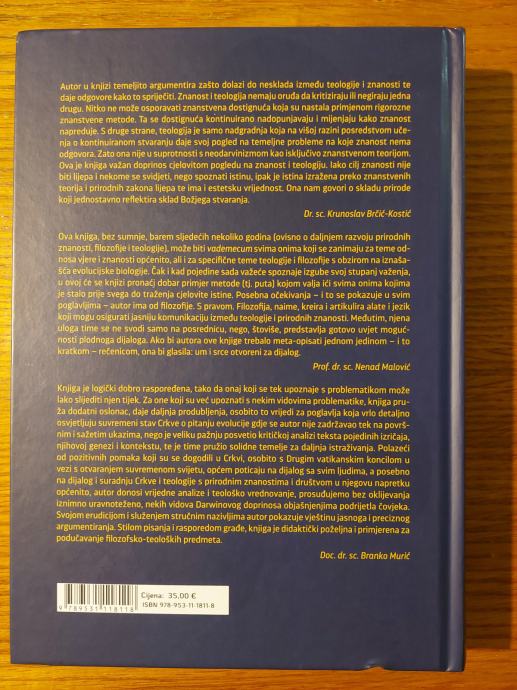 Autor u knjizi temeljito argumentira zašto dolazi do nesklada između teologije i znanosti te
daje odgovore kako to spriječiti. Znanost i teologija nemaju oruđa da kritiziraju ili negiraju jedna
drugu. Nitko ne može osporavati znanstvena dostignuća koja su nastala primjenom rigorozne
znanstvene metode. Ta se dostignuća kontinuirano nadopunjavaju i mijenjaju kako znanost
napreduje. S druge strane, teologija je samo nadgradnja koja na višoj razini posredstvom uče-
nja o kontinuiranom stvaranju daje svoj pogled na temeljne probleme na koje znanost nema
odgovora. Zato ona nije u suprotnosti s neodarvinizmom kao isključivo znanstvenom teorijom.
Ova je knjiga važan doprinos cjelovitom pogledu na znanost i teologiju. Iako cilj znanosti nije
biti lijepa i nekome se svidjeti, nego spoznati istinu, ipak je istina izražena preko znanstvenih
teorija i prirodnih zakona lijepa te ima i estetsku vrijednost. Ona nam govori o skladu prirode
koji jednostavno reflektira sklad Božjega stvaranja.
Dr. sc. Krunoslav Brčić-Kostić
Ova knjiga, bez sumnje, barem sljedećih nekoliko godina (ovisno o daljnjem razvoju prirodnih
znanosti, filozofije i teologije), može biti vademecum svima onima koji se zanimaju za teme odnosa
vjere i znanosti općenito, ali i za specifične teme teologije i filozofije s obzirom na iznaša-
šća evolucijske biologije. Čak i kad pojedine sada važeće spoznaje izgube svoj stupanj važenja,
u ovoj će se knjizi pronaći dobar primjer metode (tj. puta) kojom valja ići svima onima kojima
je stalo prije svega do traženja cjelovite istine. Posebna očekivanja – i to se pokazuje u svim
poglavljima – autor ima od filozofije. S pravom. Filozofija, naime, kreira i artikulira alate i jezik
koji mogu osigurati jasniju komunikaciju između teologije i prirodnih znanosti. Međutim, njena
uloga time se ne svodi samo na posrednicu, nego, štoviše, predstavlja gotovo uvjet moguć-
nosti plodnoga dijaloga. Ako bi autora ove knjige trebalo meta-opisati jednom jedinom – i to
kratkom – rečenicom, ona bi glasila: um i srce otvoreni za dijalog.
Prof. dr. sc. Nenad Malović
Knjiga je logički dobro raspoređena, tako da onaj koji se tek upoznaje s problematikom može
lako slijediti njen tijek. Za one koji su već upoznati s nekim vidovima problematike, knjiga pru-
ža dodatni oslonac, daje daljnja produbljenja, osobito to vrijedi za poglavlja koja vrlo detaljno
osvjetljuju suvremeni stav Crkve o pitanju evolucije gdje se autor nije zadržavao tek na površ-
nim i sažetim ukazima, nego je veliku pažnju posvetio kritičkoj analizi teksta pojedinih izričaja,
njihovoj genezi i kontekstu, te je time pružio solidne temelje za daljnja istraživanja. Polazeći
od pozitivnih pomaka koji su se dogodili u Crkvi, osobito s Drugim vatikanskim koncilom u
vezi s otvaranjem suvremenom svijetu, općem poticaju na dijalog sa svim ljudima, a posebno
na dijalog i suradnju Crkve i teologije s prirodnim znanostima i društvom u njegovu napretku
općenito, autor donosi vrijedne analize i teološko vrednovanje, prosuđujemo bez oklijevanja
iznimno uravnoteženo, nekih vidova Darwinovog doprinosa objašnjenjima podrijetla čovjeka.
Svojom erudicijom i služenjem stručnim nazivljima autor pokazuje vještinu jasnoga i preciznog
argumentiranja. Stilom pisanja i rasporedom građe, knjiga je didaktički poželjna i primjerena za
podučavanje filozofsko-teoloških predmeta.
Doc. dr. sc. Branko Murić
Cijena: 35,00 €
ISBN 978-953-11-1811-8
9 789531 118118